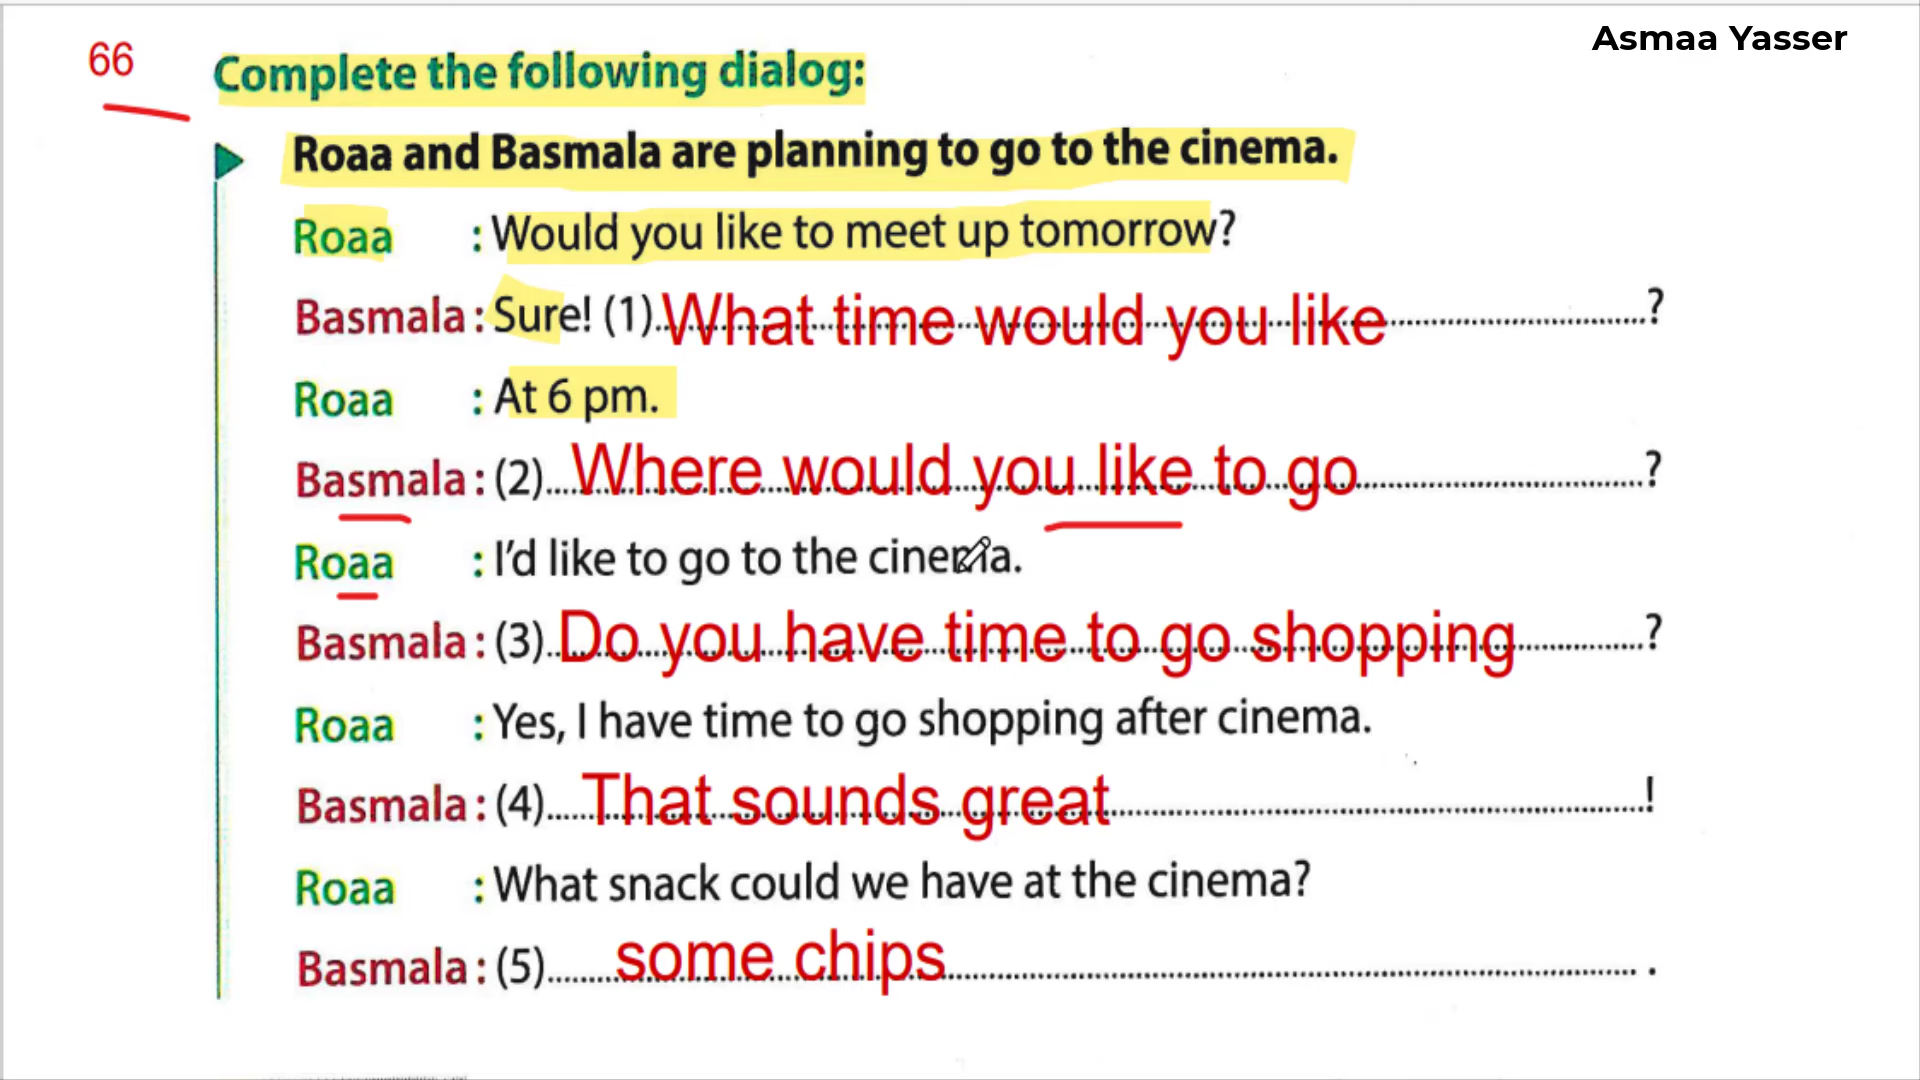 Asmaa Yasser
66
Complete the following dialog:
Roaa and Basmala are planning to go to the cinema.
Roaa : Would you like to meet up tomorrow?
Basmala : Sure! (1) What time would you like ?
Roaa : At 6 pm.
Basmala : (2) Where would you like to go ?
Roaa : I'd like to go to the cinema.
Basmala : (3) Do you have time to go shopping ?
Roaa : Yes, I have time to go shopping after cinema.
Basmala : (4) That sounds great !
Roaa : What snack could we have at the cinema?
Basmala : (5) some chips .